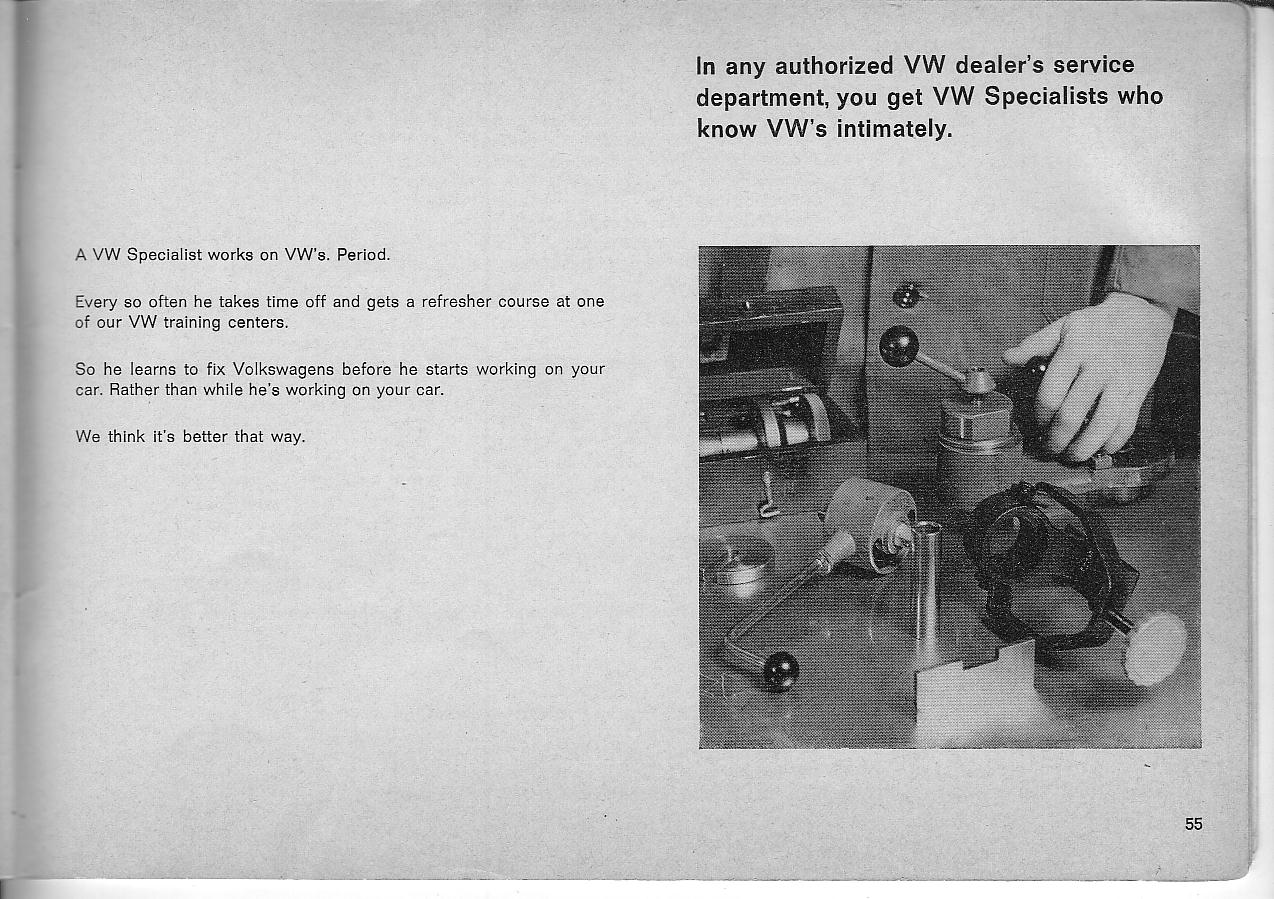 In any authorized VW dealer's service
department, you get VW Specialists who
know VW's intimately.
A VW Specialist works on VW's. Period.
Every so often he takes time off and gets a refresher course at one
of our VW training centers.
So he learns to fix Volkswagens before he starts working on your
car. Rather than while he's working on your car.
We think it's better that way.
55